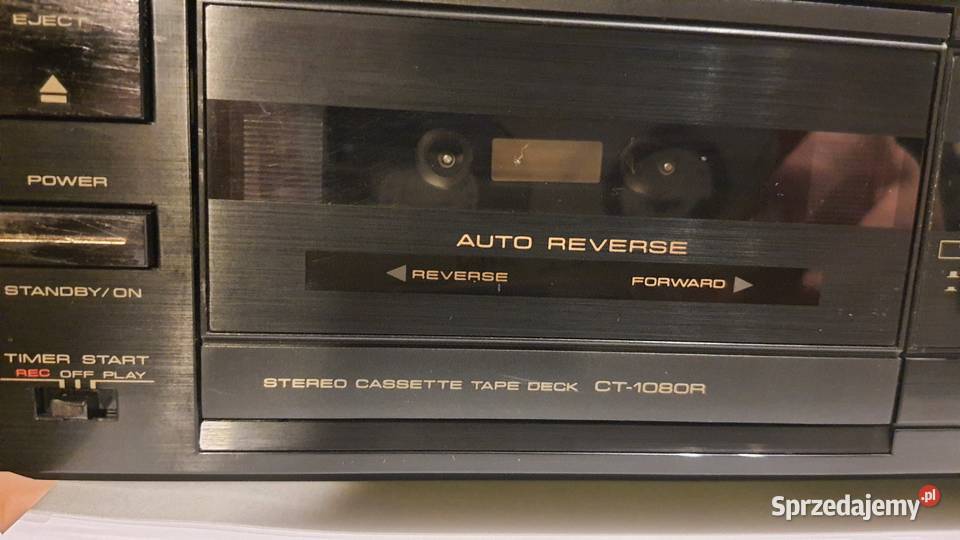 EJECT
POWER
STANDBY/ON
TIMER START
REC OFF PLAY
AUTO REVERSE
REVERSE
FORWARD
STEREO CASSETTE TAPE DECK CT-1080R
Sprzedajemy.pl